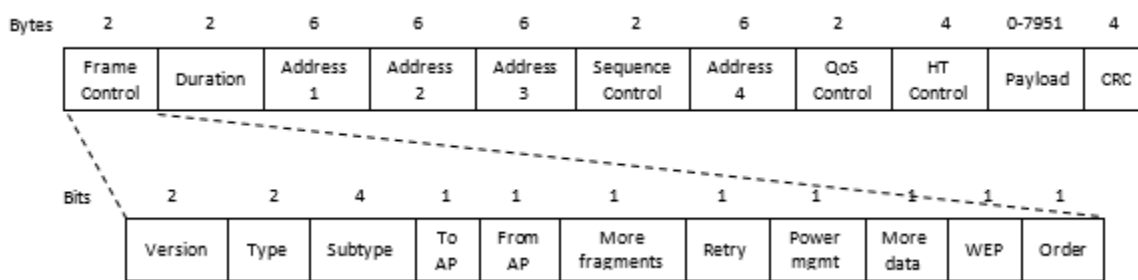 Bytes 2 2 6 6 6 2 6 2 4 0-7951 4
Frame Control Duration Address 1 Address 2 Address 3 Sequence Control Address 4 QoS Control HT Control Payload CRC
Bits 2 2 4 1 1 1 1 1 1 1 1
Version Type Subtype To AP From AP More fragments Retry Power mgmt More data WEP Order